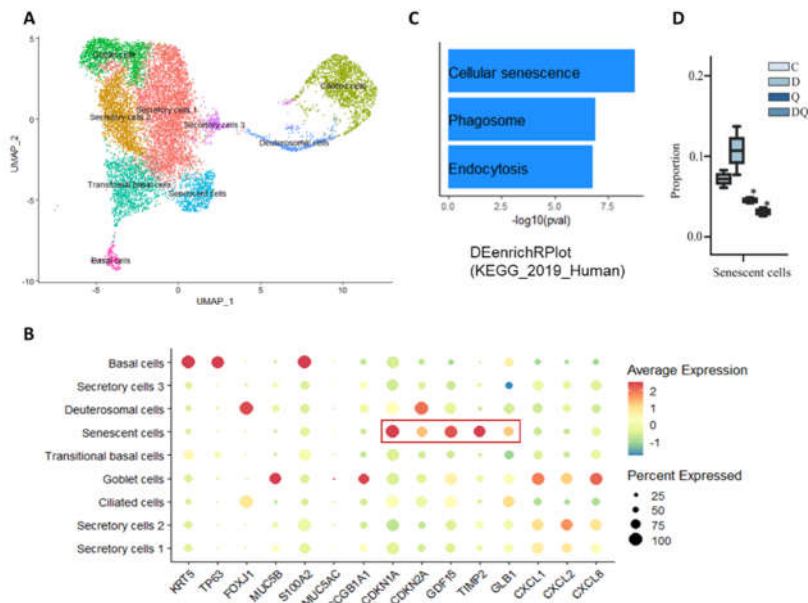 A
5
0
-5
-10
UMAP_2
Goblet cells
Secretory cells 1
Secretory cells 2
Secretory cells 3
Ciliated cells
Deuterosomal cells
Transitional basal cells
Senescent cells
Basal cells
-5
0
5
10
UMAP_1
C
Cellular senescence
Phagosome
Endocytosis
0.0
2.5
5.0
7.5
-log10(pval)
DEenrichRPlot
(KEGG_2019_Human)
D
C
D
Q
DQ
0.2
0.1
0.0
Proportion
*
*
Senescent cells
B
Basal cells
Secretory cells 3
Deuterosomal cells
Senescent cells
Transitional basal cells
Goblet cells
Ciliated cells
Secretory cells 2
Secretory cells 1
KRT5
TP63
FOXJ1
MUC5B
S100A2
MUC5AC
SCGB1A1
CDKN1A
CDKN2A
GDF15
TIMP2
GLB1
CXCL1
CXCL2
CXCL8
Average Expression
2
1
0
-1
Percent Expressed
25
50
75
100